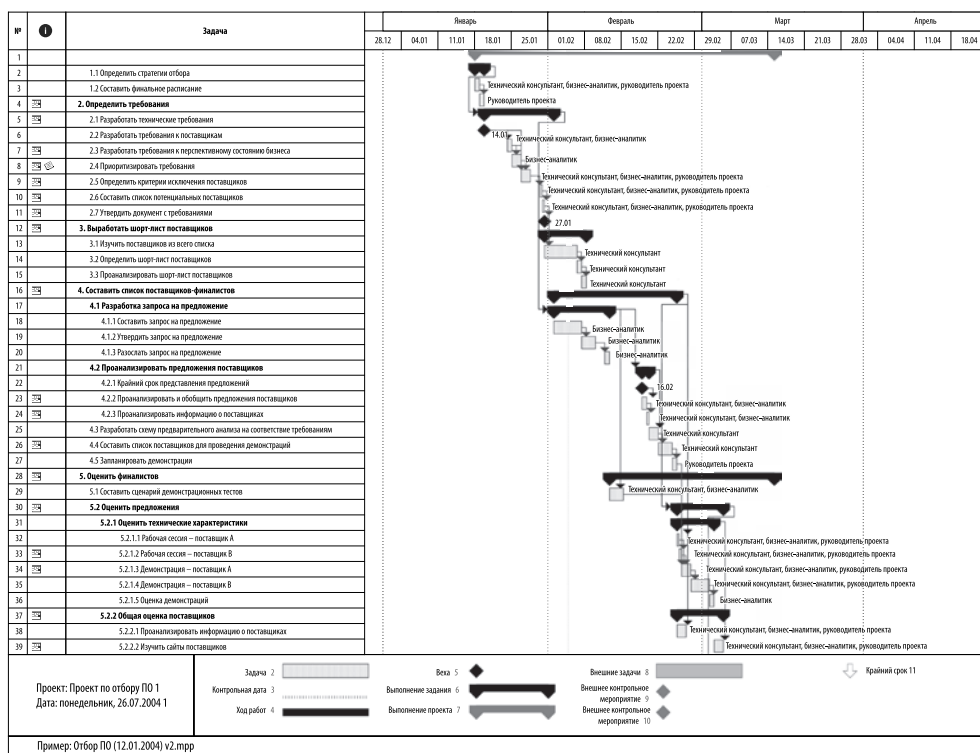 Январь Февраль Март Апрель
№ i Задача 28.12 04.01 11.01 18.01 25.01 01.02 08.02 15.02 22.02 29.02 07.03 14.03 21.03 28.03 04.04 11.04 18.04
1
2 1.1 Определить стратегии отбора
3 1.2 Составить финальное расписание Технический консультант, бизнес-аналитик, руководитель проекта
4 2. Определить требования Руководитель проекта
5 2.1 Разработать технические требования
6 2.2 Разработать требования к поставщикам 14.01 Технический консультант, бизнес-аналитик
7 2.3 Разработать требования к перспективному состоянию бизнеса
8 2.4 Приоритизировать требования Бизнес-аналитик
9 2.5 Определить критерии исключения поставщиков Технический консультант, бизнес-аналитик, руководитель проекта
10 2.6 Составить список потенциальных поставщиков Технический консультант, бизнес-аналитик, руководитель проекта
11 2.7 Утвердить документ с требованиями Технический консультант, бизнес-аналитик, руководитель проекта
12 3. Выработать шорт-лист поставщиков 27.01
13 3.1 Изучить поставщиков из всего списка
14 3.2 Определить шорт-лист поставщиков Технический консультант
15 3.3 Проанализировать шорт-лист поставщиков Технический консультант
16 4. Составить список поставщиков-финалистов Технический консультант
17 4.1 Разработка запроса на предложение
18 4.1.1 Составить запрос на предложение
19 4.1.2 Утвердить запрос на предложение Бизнес-аналитик
20 4.1.3 Разослать запрос на предложение Бизнес-аналитик
21 4.2 Проанализировать предложения поставщиков Бизнес-аналитик
22 4.2.1 Крайний срок представления предложений 16.02
23 4.2.2 Проанализировать и обобщить предложения поставщиков Технический консультант, бизнес-аналитик
24 4.2.3 Проанализировать информацию о поставщиках Технический консультант, бизнес-аналитик
25 4.3 Разработать схему предварительного анализа на соответствие требованиям Технический консультант
26 4.4 Составить список поставщиков для проведения демонстраций Технический консультант
27 4.5 Запланировать демонстрации Руководитель проекта
28 5. Оценить финалистов
29 5.1 Составить сценарий демонстрационных тестов Технический консультант, бизнес-аналитик
30 5.2 Оценить предложения
31 5.2.1 Оценить технические характеристики
32 5.2.1.1 Рабочая сессия – поставщик A Технический консультант, бизнес-аналитик, руководитель проекта
33 5.2.1.2 Рабочая сессия – поставщик B Технический консультант, бизнес-аналитик, руководитель проекта
34 5.2.1.3 Демонстрация – поставщик A Технический консультант, бизнес-аналитик, руководитель проекта
35 5.2.1.4 Демонстрация – поставщик B Технический консультант, бизнес-аналитик, руководитель проекта
36 5.2.1.5 Оценка демонстраций Бизнес-аналитик
37 5.2.2 Общая оценка поставщиков
38 5.2.2.1 Проанализировать информацию о поставщиках Технический консультант, бизнес-аналитик, руководитель проекта
39 5.2.2.2 Изучить сайты поставщиков Технический консультант, бизнес-аналитик, руководитель проекта
Проект: Проект по отбору ПО 1
Дата: понедельник, 26.07.2004 1
Задача 2
Контрольная дата 3
Ход работ 4
Веха 5
Выполнение задания 6
Выполнение проекта 7
Внешние задачи 8
Внешнее контрольное
мероприятие 9
Внешнее контрольное
мероприятие 10
Крайний срок 11
Пример: Отбор ПО (12.01.2004) v2.mpp